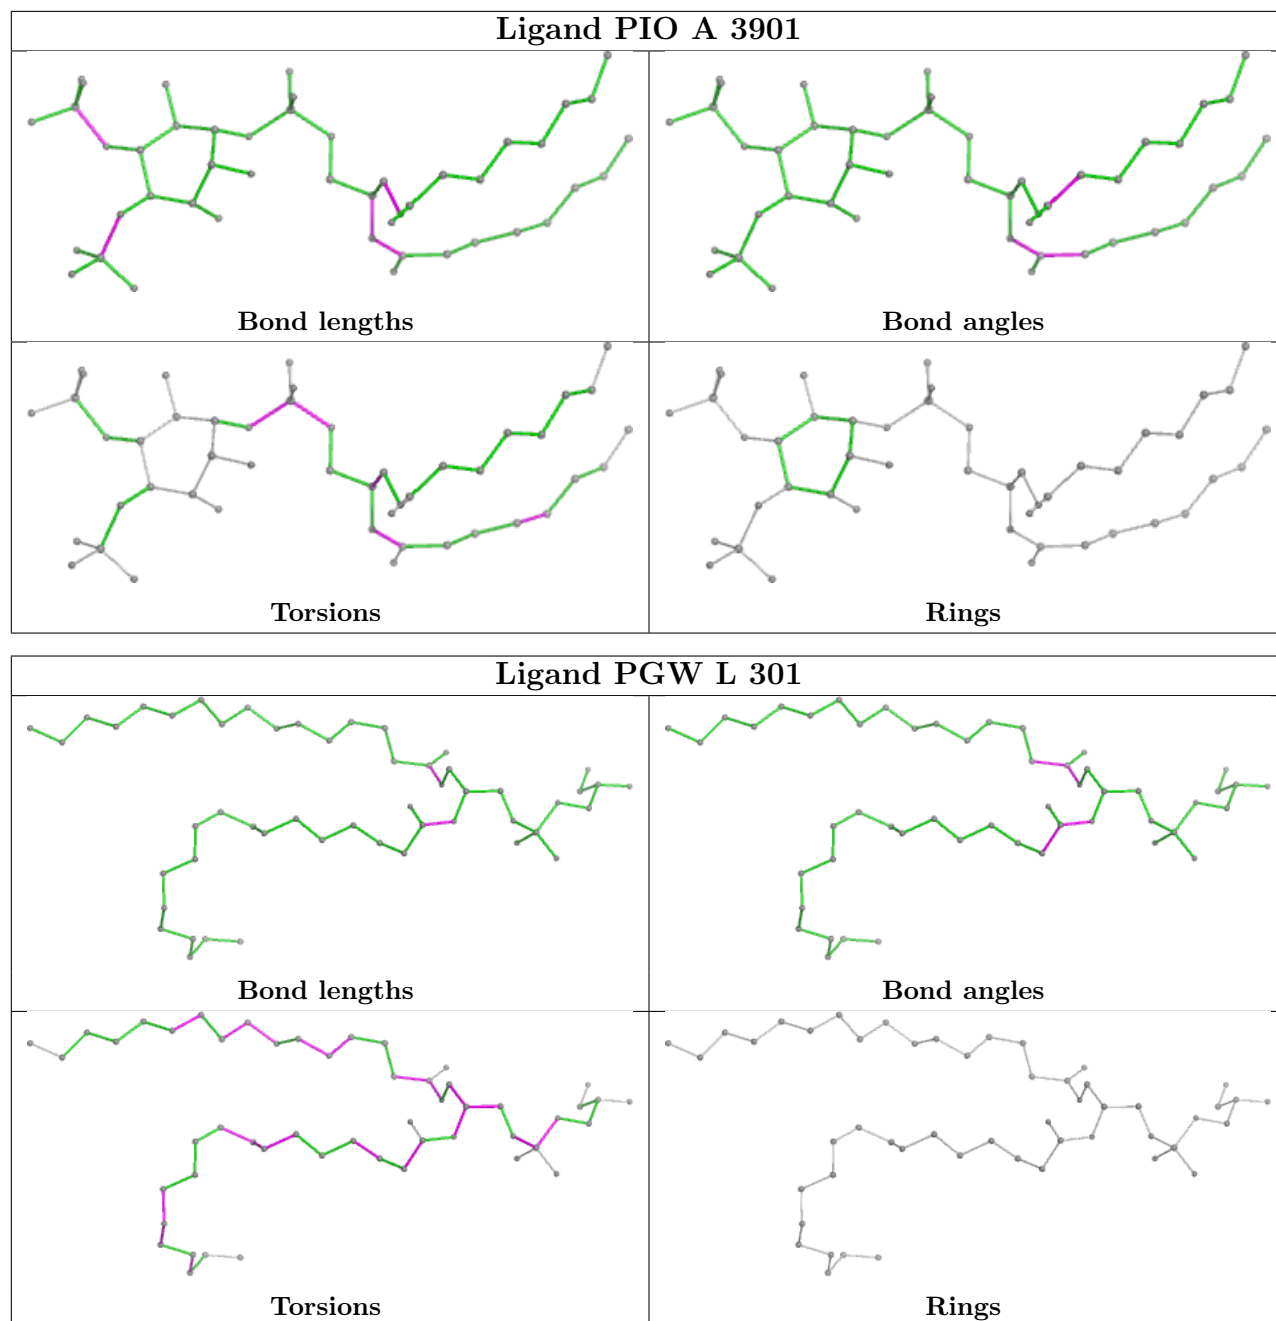 Ligand PIO A 3901
Bond lengths
Bond angles
Torsions
Rings
Ligand PGW L 301
Bond lengths
Bond angles
Torsions
Rings